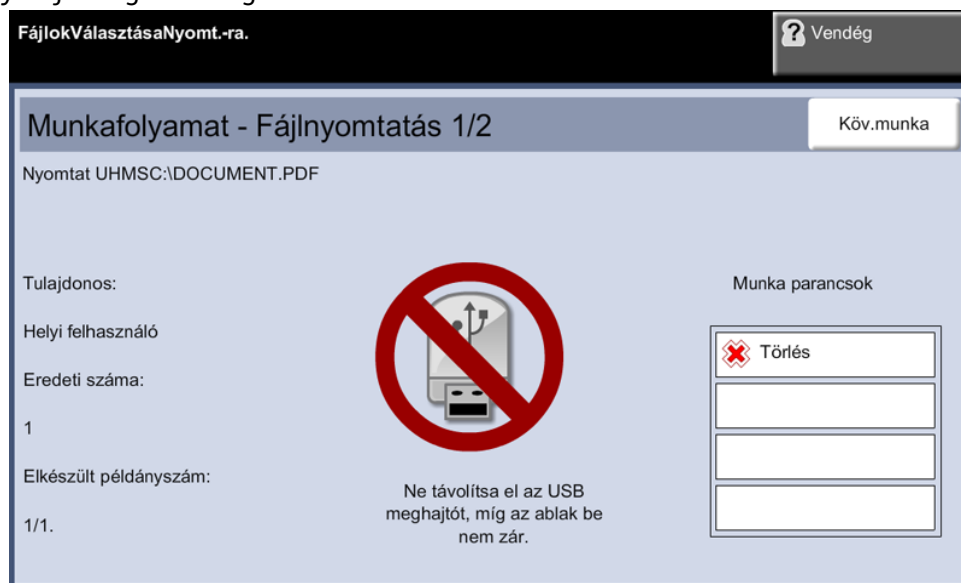 FájlokVálasztásaNyomt.-ra.
Vendég
Munkafolyamat - Fájlnyomtatás 1/2
Köv.munka
Nyomtat UHMSC:\DOCUMENT.PDF
Tulajdonos:
Munka parancsok
Helyi felhasználó
Törlés
Eredeti száma:
1
Elkészült példányszám:
1/1.
Ne távolítsa el az USB
meghajtót, míg az ablak be
nem zár.